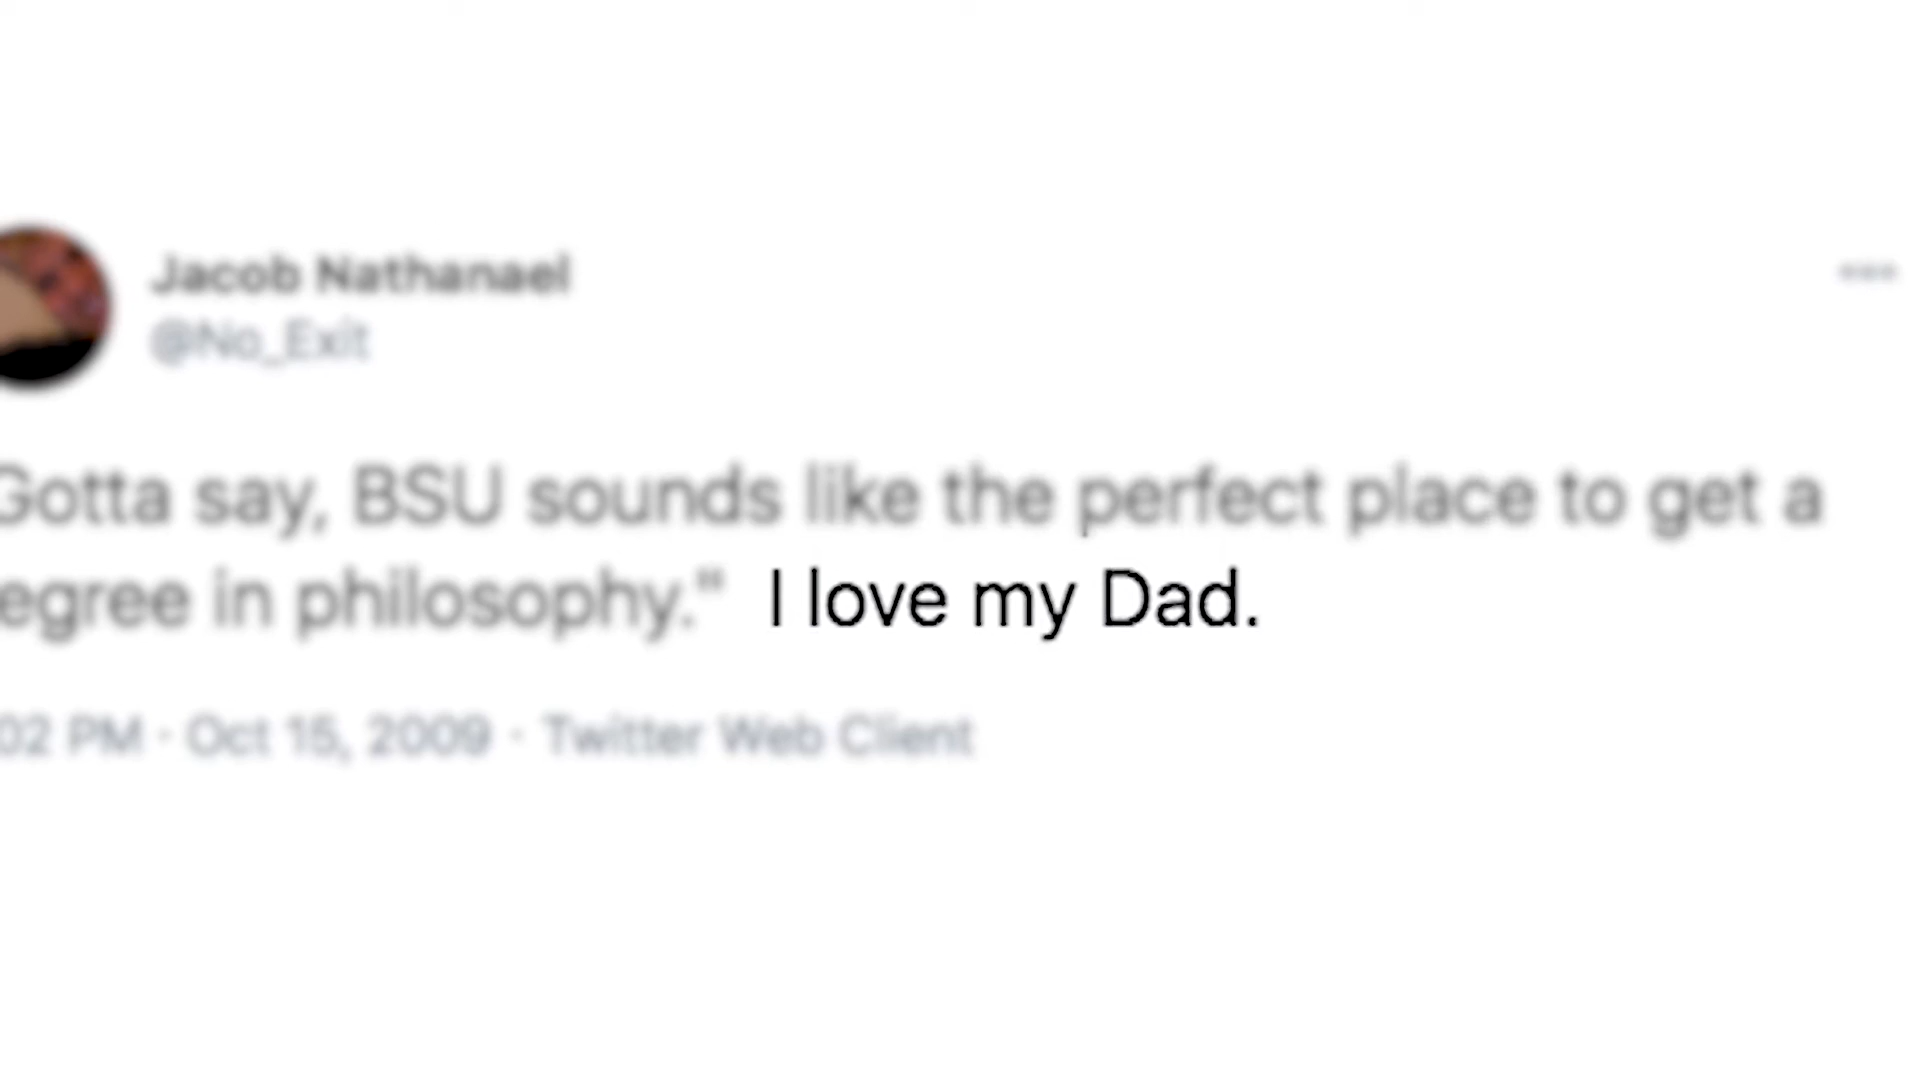 Jacob Nathanael
@No_Exit
Gotta say, BSU sounds like the perfect place to get a
egree in philosophy." I love my Dad.
02 PM · Oct 15, 2009 · Twitter Web Client